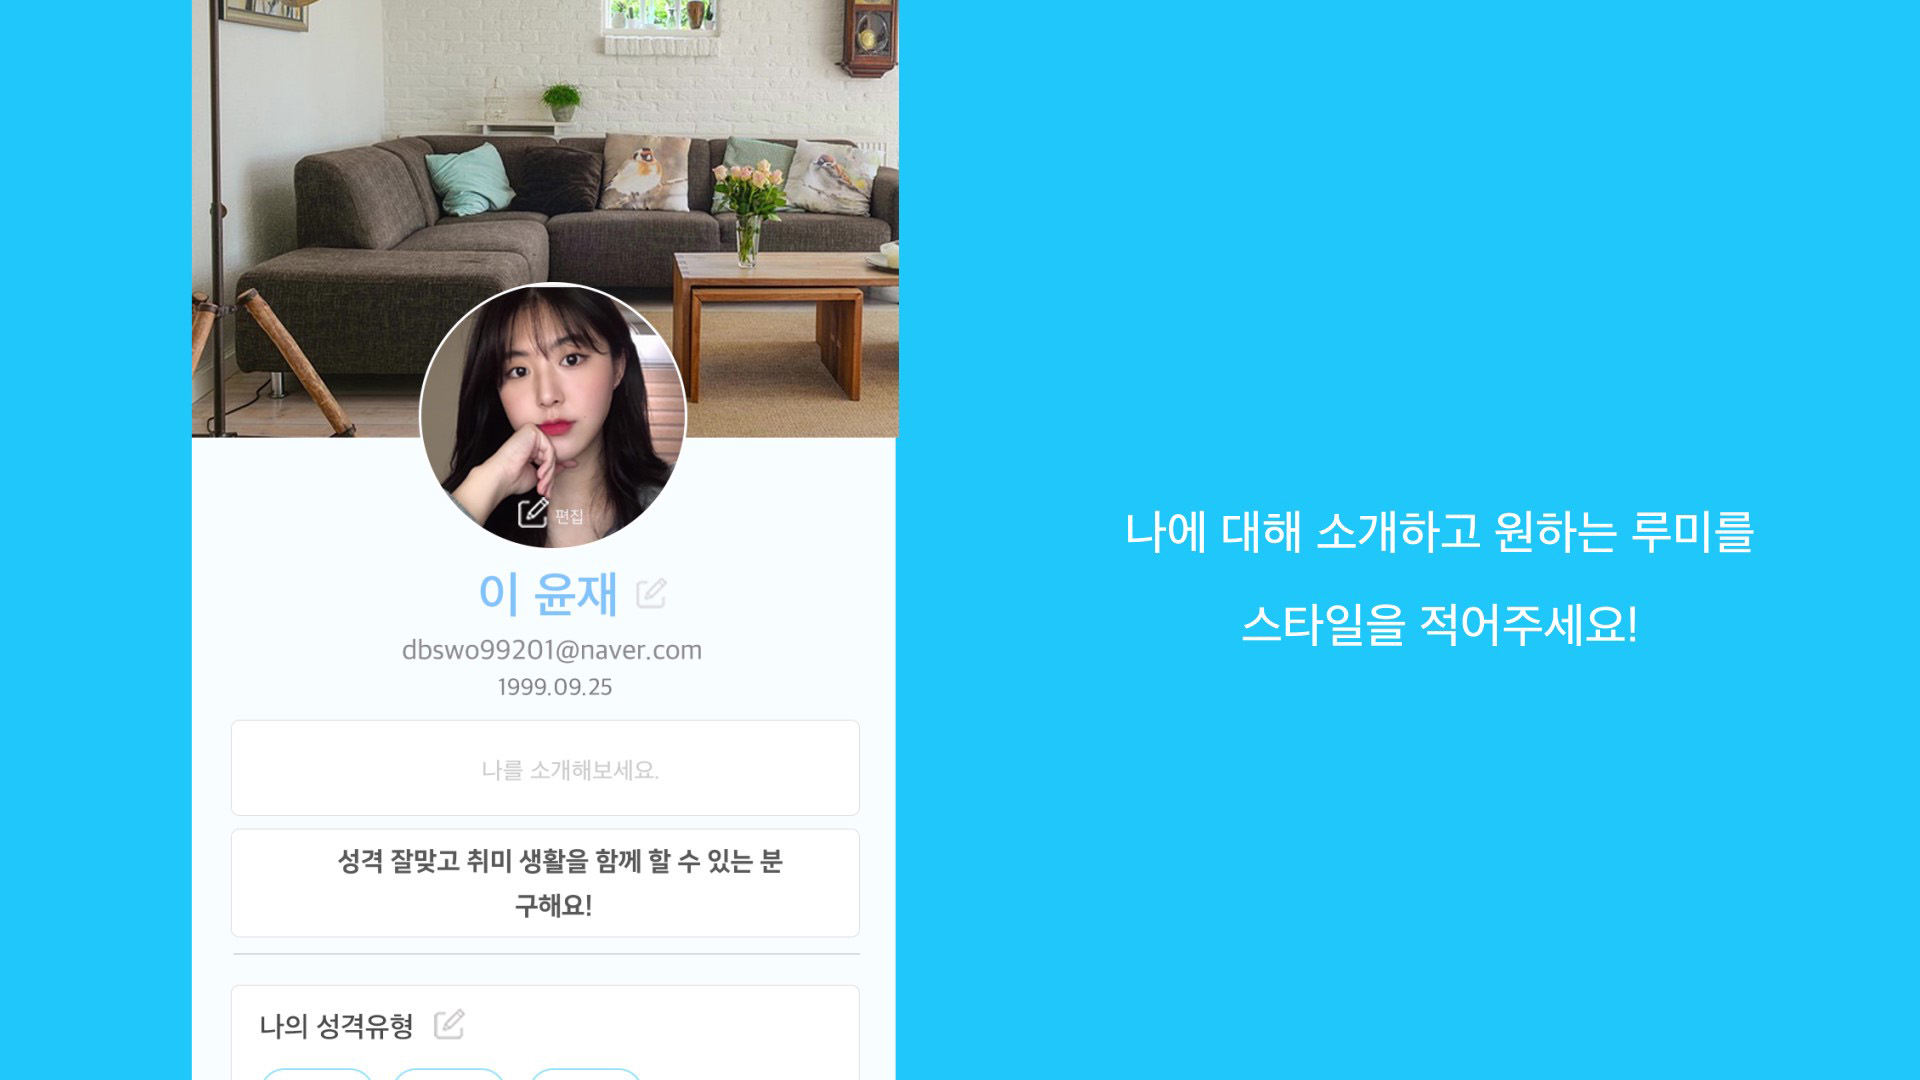 편집
이 윤재
dbswo99201@naver.com
1999.09.25
나를 소개해보세요.
성격 잘맞고 취미 생활을 함께 할 수 있는 분
구해요!
나의 성격유형
나에 대해 소개하고 원하는 루미를
스타일을 적어주세요!